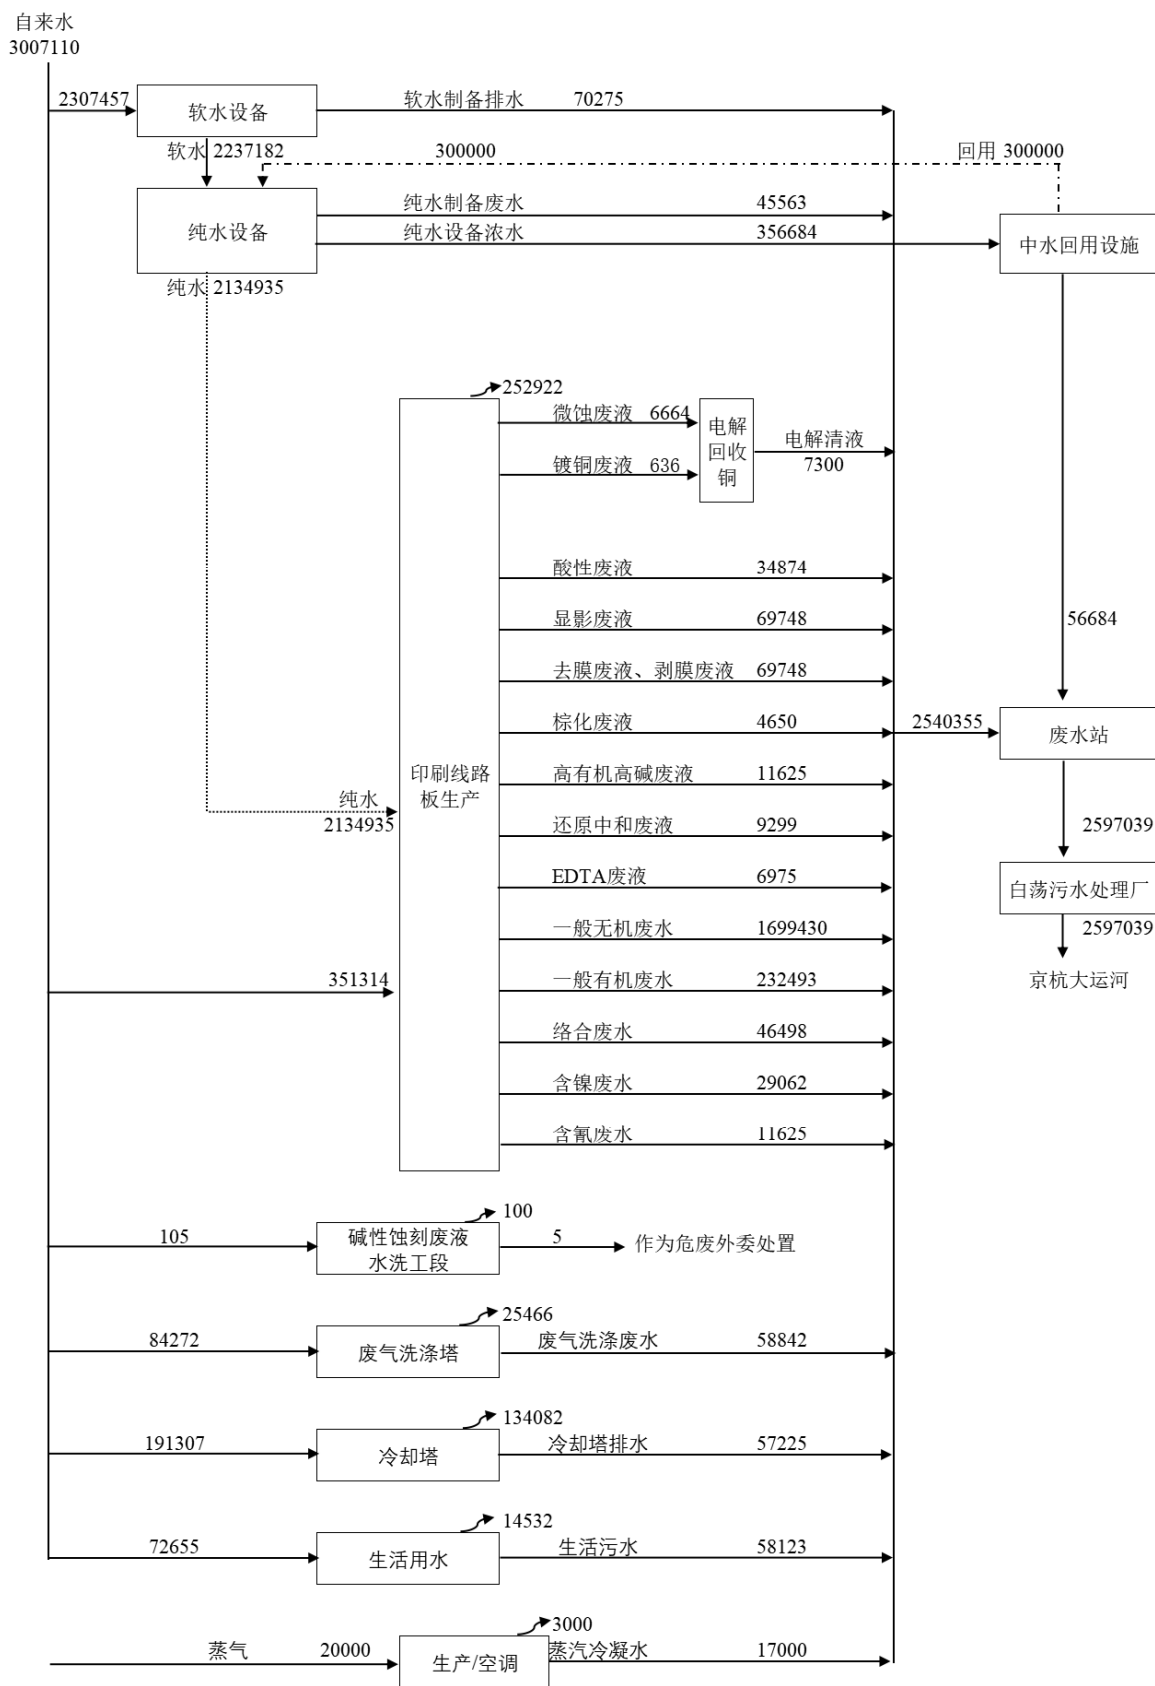 自来水
3007110
2307457
软水设备
软水制备排水 70275
软水 2237182
300000
回用 300000
纯水设备
纯水制备废水 45563
纯水设备浓水 356684
中水回用设施
纯水 2134935
252922
微蚀废液 6664
镀铜废液 636
电解
回收
铜
电解清液
7300
酸性废液 34874
显影废液 69748
56684
去膜废液、剥膜废液 69748
棕化废液 4650
2540355
废水站
印刷线路
板生产
高有机高碱废液 11625
纯水
2134935
还原中和废液 9299
2597039
EDTA废液 6975
白荡污水处理厂
一般无机废水 1699430
2597039
351314
一般有机废水 232493
京杭大运河
络合废水 46498
含镍废水 29062
含氰废水 11625
100
105
碱性蚀刻废液
水洗工段
5
作为危废外委处置
25466
84272
废气洗涤塔
废气洗涤废水 58842
134082
191307
冷却塔
冷却塔排水 57225
14532
72655
生活用水
生活污水 58123
3000
蒸气 20000
生产/空调
蒸汽冷凝水 17000